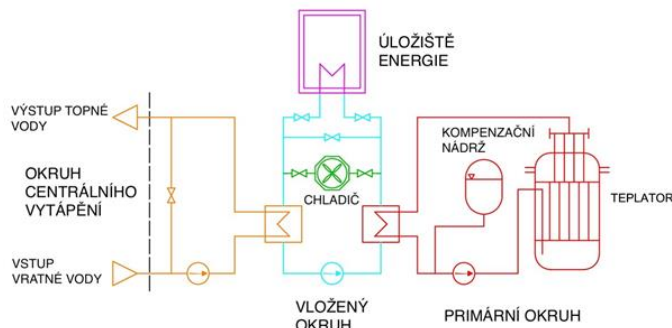 ÚLOŽIŠTĚ
ENERGIE
VÝSTUP TOPNÉ
VODY
KOMPENZAČNÍ
NÁDRŽ
OKRUH
CENTRÁLNÍHO
VYTÁPĚNÍ
CHLADIČ
TEPLATOR
VSTUP
VRATNÉ VODY
VLOŽENÝ
OKRUH
PRIMÁRNÍ OKRUH